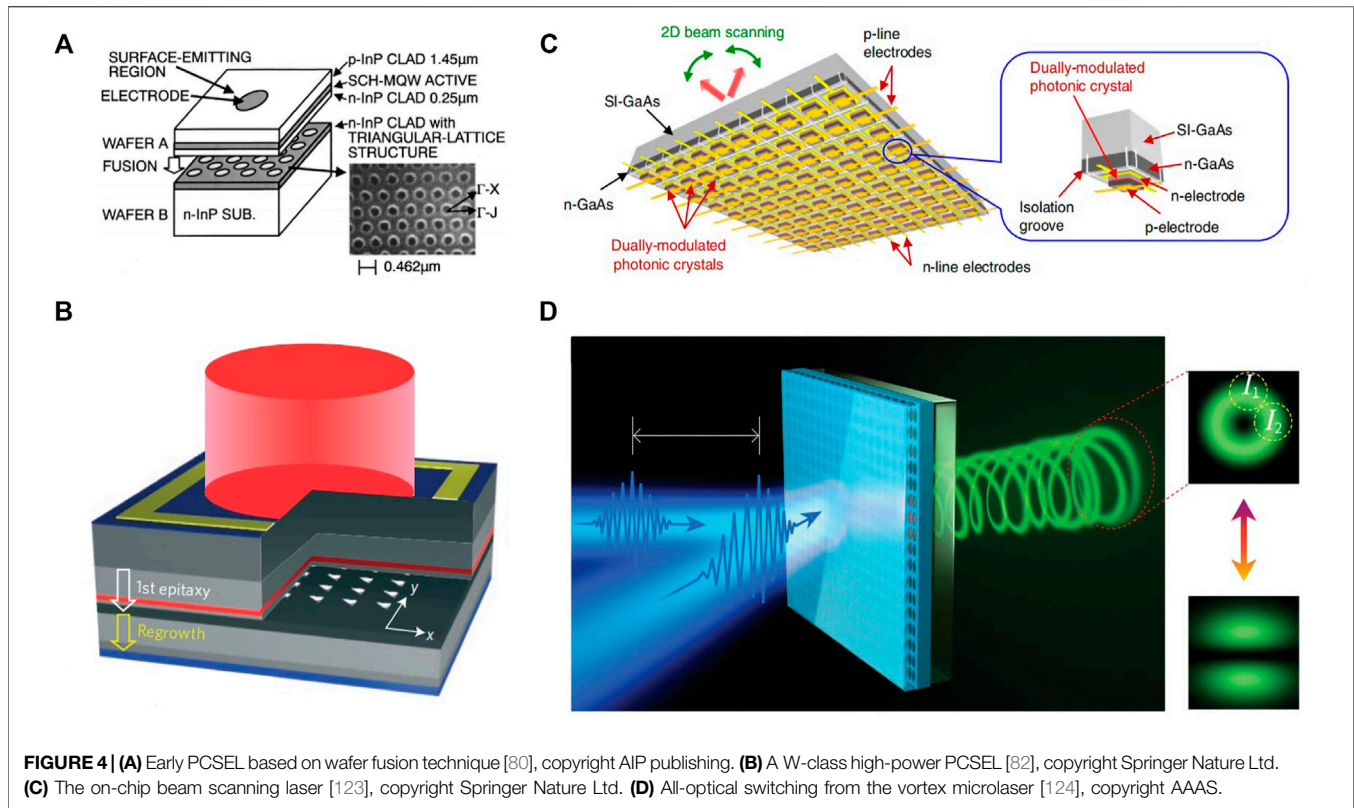 A
SURFACE-EMITTING
REGION
ELECTRODE
p-InP CLAD 1.45μm
SCH-MQW ACTIVE
n-InP CLAD 0.25μm
n-InP CLAD with
TRIANGULAR-LATTICE
STRUCTURE
WAFER A
FUSION
WAFER B
n-InP SUB.
Γ-X
Γ-J
0.462μm
C
2D beam scanning
p-line
electrodes
SI-GaAs
n-GaAs
Dually-modulated
photonic crystals
n-line electrodes
Dually-modulated
photonic crystal
SI-GaAs
n-GaAs
n-electrode
Isolation
groove
p-electrode
B
1st epitaxy
Regrowth
y
x
D
I1
I2
FIGURE 4 | (A) Early PCSEL based on wafer fusion technique [80], copyright AIP publishing. (B) A W-class high-power PCSEL [82], copyright Springer Nature Ltd.
(C) The on-chip beam scanning laser [123], copyright Springer Nature Ltd. (D) All-optical switching from the vortex microlaser [124], copyright AAAS.